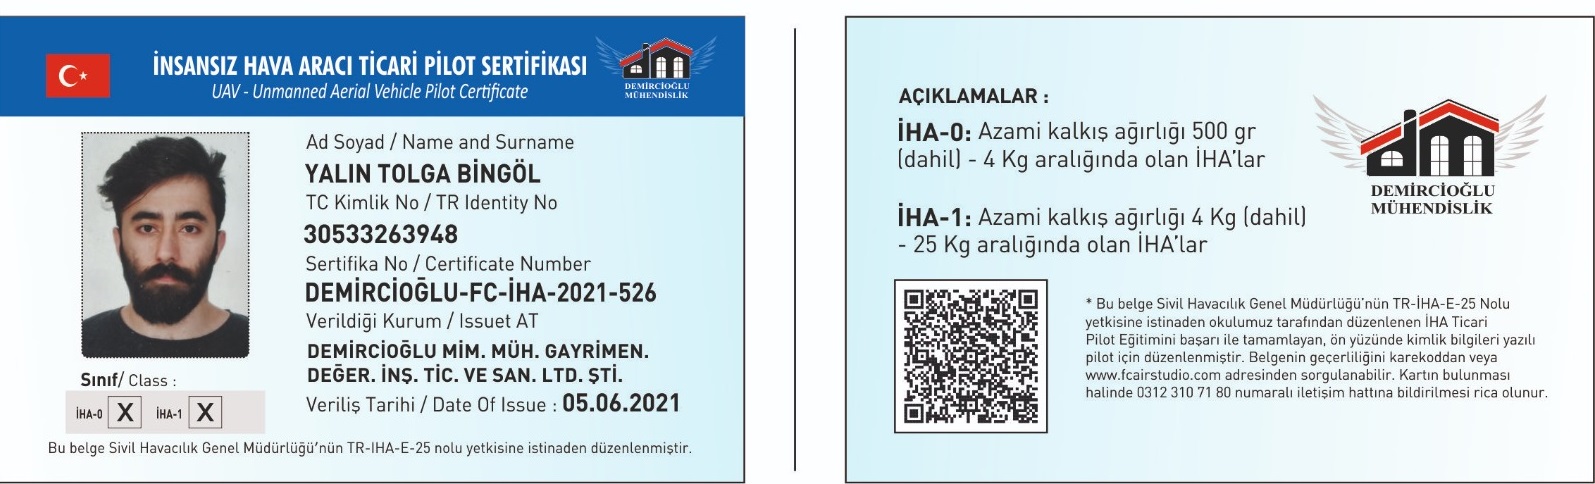 İNSANSIZ HAVA ARACI TİCARİ PİLOT SERTİFİKASI
UAV - Unmanned Aerial Vehicle Pilot Certificate
DEMİRCİOĞLU
MÜHENDİSLİK
Ad Soyad / Name and Surname
YALIN TOLGA BİNGÖL
TC Kimlik No / TR Identity No
30533263948
Sertifika No / Certificate Number
DEMİRCİOĞLU-FC-İHA-2021-526
Verildiği Kurum / Issuet AT
DEMİRCİOĞLU MİM. MÜH. GAYRİMEN.
DEĞER. İNŞ. TİC. VE SAN. LTD. ŞTİ.
Veriliş Tarihi / Date Of Issue : 05.06.2021
Sınıf/ Class :
İHA-0 X İHA-1 X
Bu belge Sivil Havacılık Genel Müdürlüğü'nün TR-IHA-E-25 nolu yetkisine istinaden düzenlenmiştir.
AÇIKLAMALAR :
İHA-0: Azami kalkış ağırlığı 500 gr
(dahil) - 4 Kg aralığında olan İHA'lar
İHA-1: Azami kalkış ağırlığı 4 Kg (dahil)
- 25 Kg aralığında olan İHA'lar
DEMİRCİOĞLU
MÜHENDİSLİK
* Bu belge Sivil Havacılık Genel Müdürlüğü'nün TR-İHA-E-25 Nolu
yetkisine istinaden okulumuz tarafından düzenlenen İHA Ticari
Pilot Eğitimini başarı ile tamamlayan, ön yüzünde kimlik bilgileri yazılı
pilot için düzenlenmiştir. Belgenin geçerliliğini karekoddan veya
www.fcairstudio.com adresinden sorgulanabilir. Kartın bulunması
halinde 0312 310 71 80 numaralı iletişim hattına bildirilmesi rica olunur.